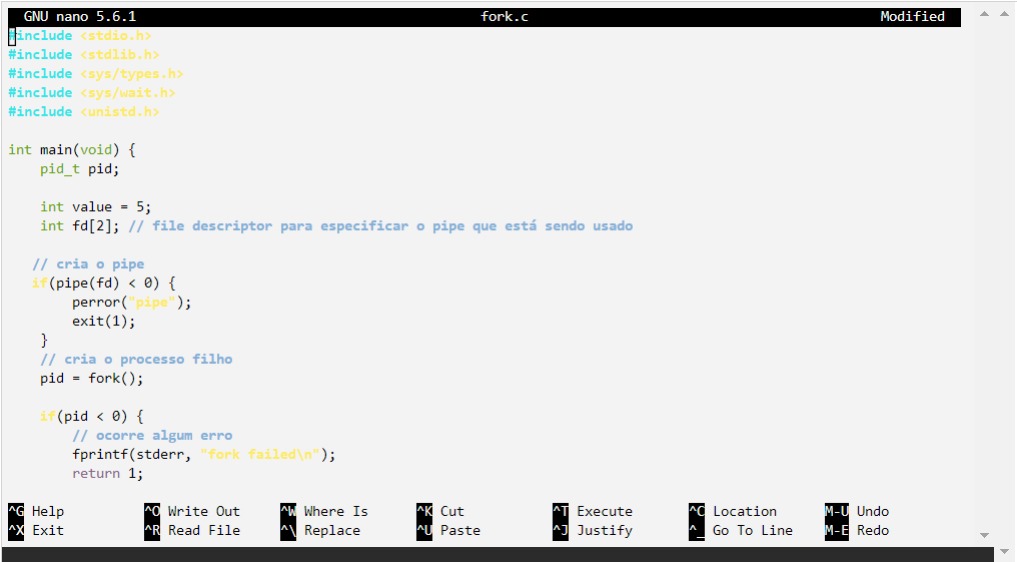 GNU nano 5.6.1 fork.c Modified
#include <stdio.h>
#include <stdlib.h>
#include <sys/types.h>
#include <sys/wait.h>
#include <unistd.h>
int main(void) {
pid_t pid;
int value = 5;
int fd[2]; // file descriptor para especificar o pipe que está sendo usado
// cria o pipe
if(pipe(fd) < 0) {
perror("pipe");
exit(1);
}
// cria o processo filho
pid = fork();
if(pid < 0) {
// ocorre algum erro
fprintf(stderr, "fork failed\n");
return 1;
^G Help ^O Write Out ^W Where Is ^K Cut ^T Execute ^C Location M-U Undo
^X Exit ^R Read File ^\ Replace ^U Paste ^J Justify ^_ Go To Line M-E Redo